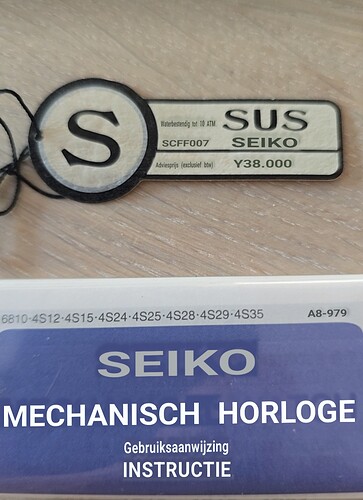 S
Waterbestendig tot 10 ATM SUS
SCFF007 SEIKO
Adviesprijs (exclusief btw) Y38.000
6810·4S12·4S15·4S24·4S25·4S28·4S29·4S35 A8-979
SEIKO
MECHANISCH HORLOGE
Gebruiksaanwijzing
INSTRUCTIE